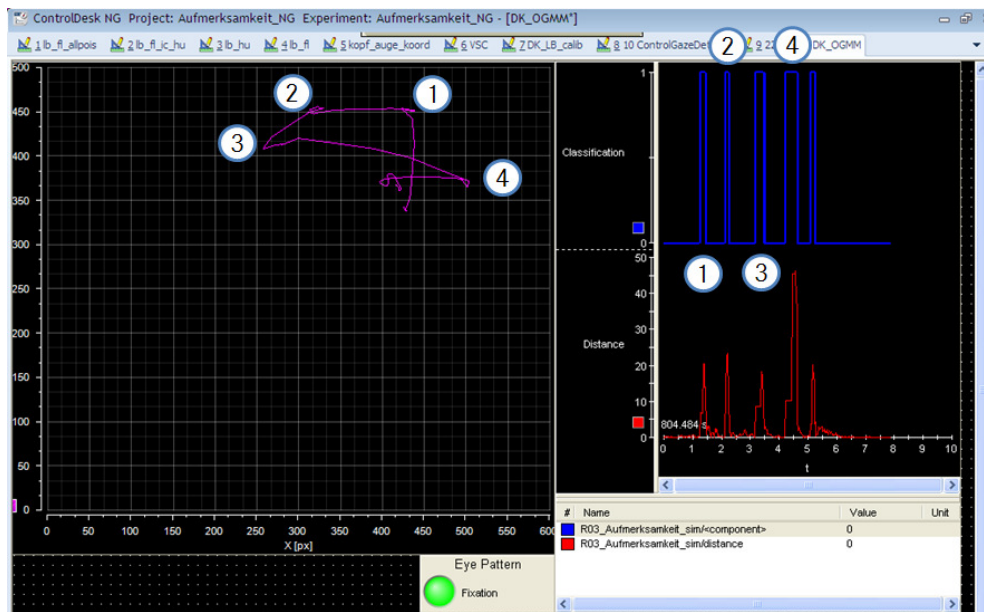 ControlDesk NG Project: Aufmerksamkeit_NG Experiment: Aufmerksamkeit_NG - [DK_OGMM*]
1 lb_fl_allpois 2 lb_fl_ic_hu 3 lb_hu 4 lb_fl 5 kopf_auge_koord 6 VSC 7 DK_LB_calib 8 10 ControlGazeDe 2 9 4 DK_OGMM
500
450
400
350
300
250
200
150
100
50
0
0 50 100 150 200 250 300 350 400 450 500 550 600
X [px]
2
1
3
4
Classification
1
0
1
3
Distance
50
40
30
20
10
0
804.484 s
0 1 2 3 4 5 6 7 8 9 10
t
# Name Value Unit
R03_Aufmerksamkeit_sim/<component> 0
R03_Aufmerksamkeit_sim/distance 0
Eye Pattern
Fixation